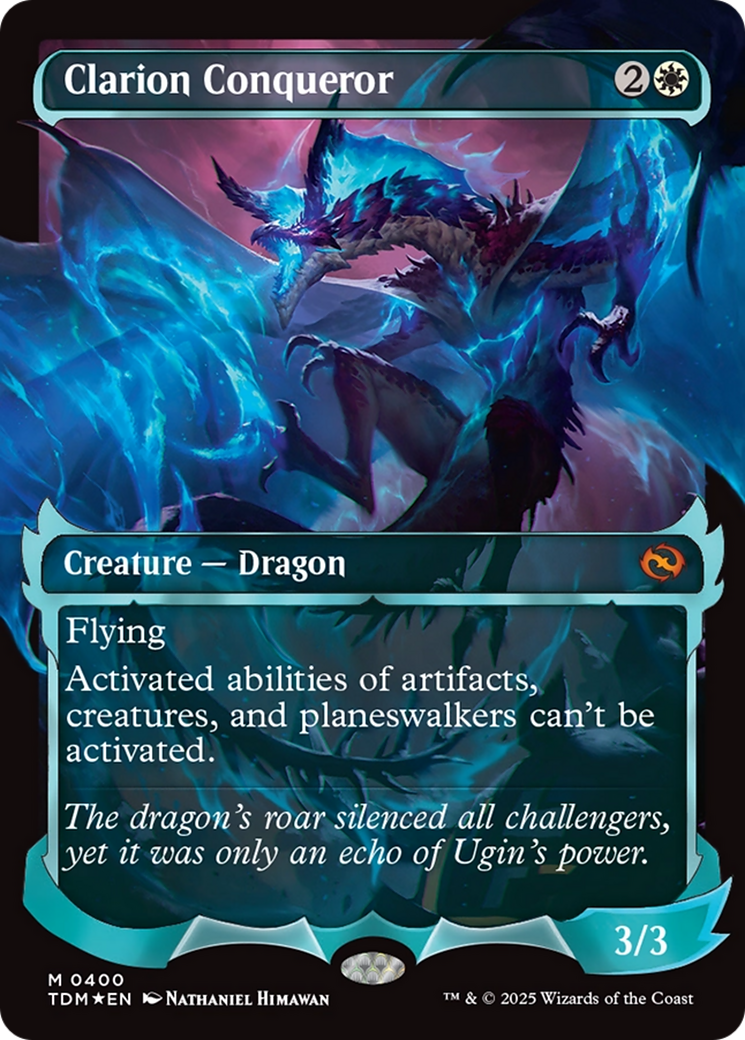 Clarion Conqueror 2
Creature — Dragon
Flying
Activated abilities of artifacts,
creatures, and planeswalkers can't be
activated.
The dragon's roar silenced all challengers,
yet it was only an echo of Ugin's power.
3/3
M 0400
TDM★EN Nathaniel Himawan
™ & © 2025 Wizards of the Coast